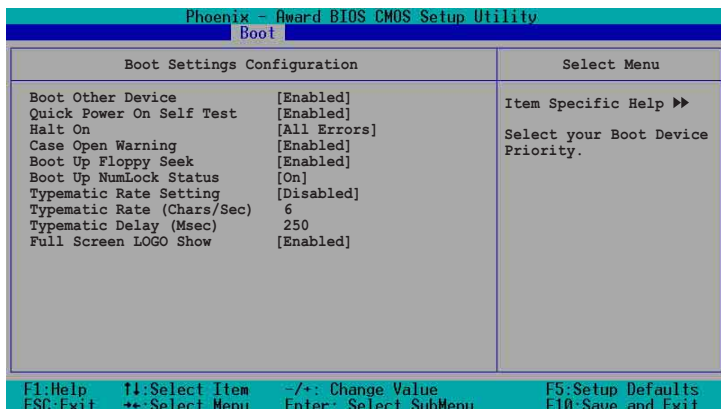 Phoenix - Award BIOS CMOS Setup Utility
Boot
Boot Settings Configuration
Select Menu
Boot Other Device [Enabled]
Quick Power On Self Test [Enabled]
Halt On [All Errors]
Case Open Warning [Enabled]
Boot Up Floppy Seek [Enabled]
Boot Up NumLock Status [On]
Typematic Rate Setting [Disabled]
Typematic Rate (Chars/Sec) 6
Typematic Delay (Msec) 250
Full Screen LOGO Show [Enabled]
Item Specific Help ▶▶
Select your Boot Device
Priority.
F1:Help ↑↓:Select Item -/+: Change Value F5:Setup Defaults
ESC:Exit →←:Select Menu Enter: Select SubMenu F10:Save and Exit